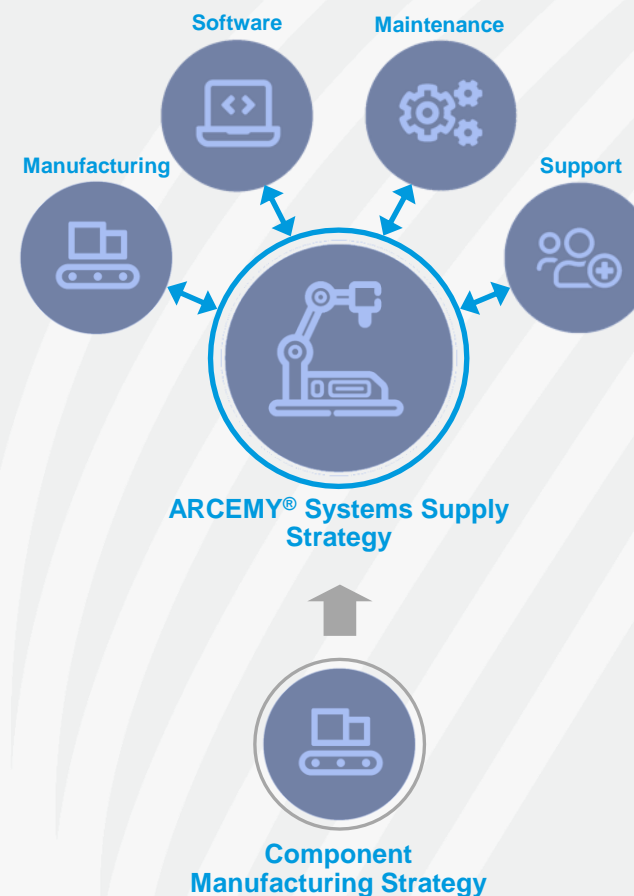 Software
Maintenance
Manufacturing
Support
ARCEMY® Systems Supply
Strategy
Component
Manufacturing Strategy